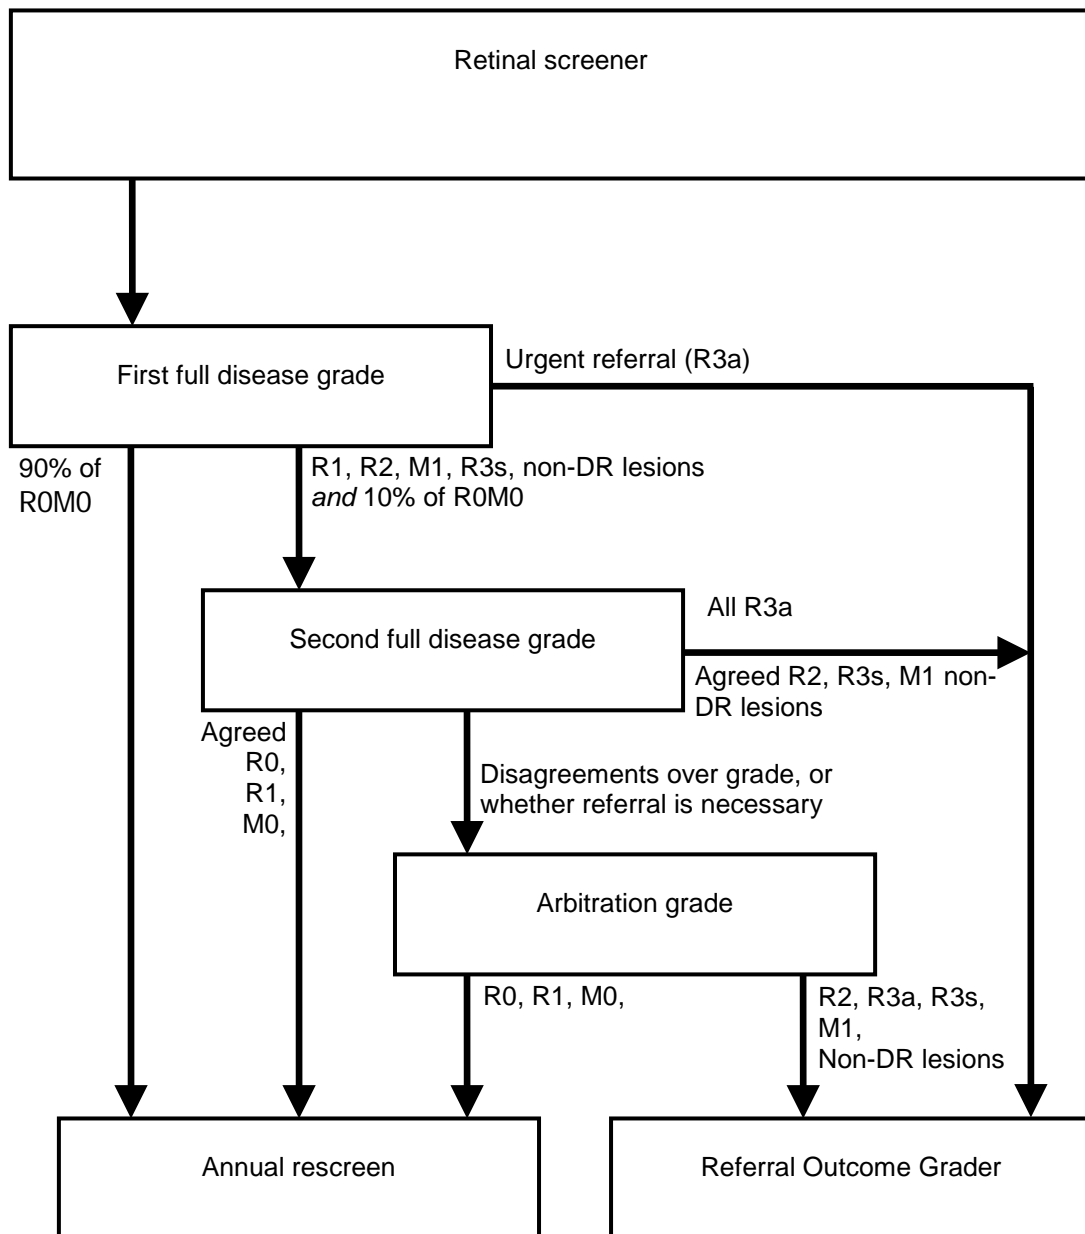 Retinal screener
First full disease grade
Urgent referral (R3a)
90% of
R0M0
R1, R2, M1, R3s, non-DR lesions
and 10% of R0M0
Second full disease grade
All R3a
Agreed R2, R3s, M1 non-
DR lesions
Agreed
R0,
R1,
M0,
Disagreements over grade, or
whether referral is necessary
Arbitration grade
R0, R1, M0,
R2, R3a, R3s,
M1,
Non-DR lesions
Annual rescreen
Referral Outcome Grader